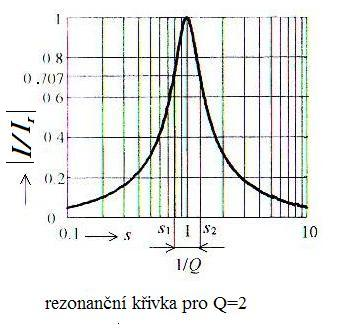 1
0 8
0 .707
0 6
0 4
0.2
0
|I/Iᵣ|
0.1 s s₁ 1 s₂ 10
1/Q
rezonanční křivka pro Q=2